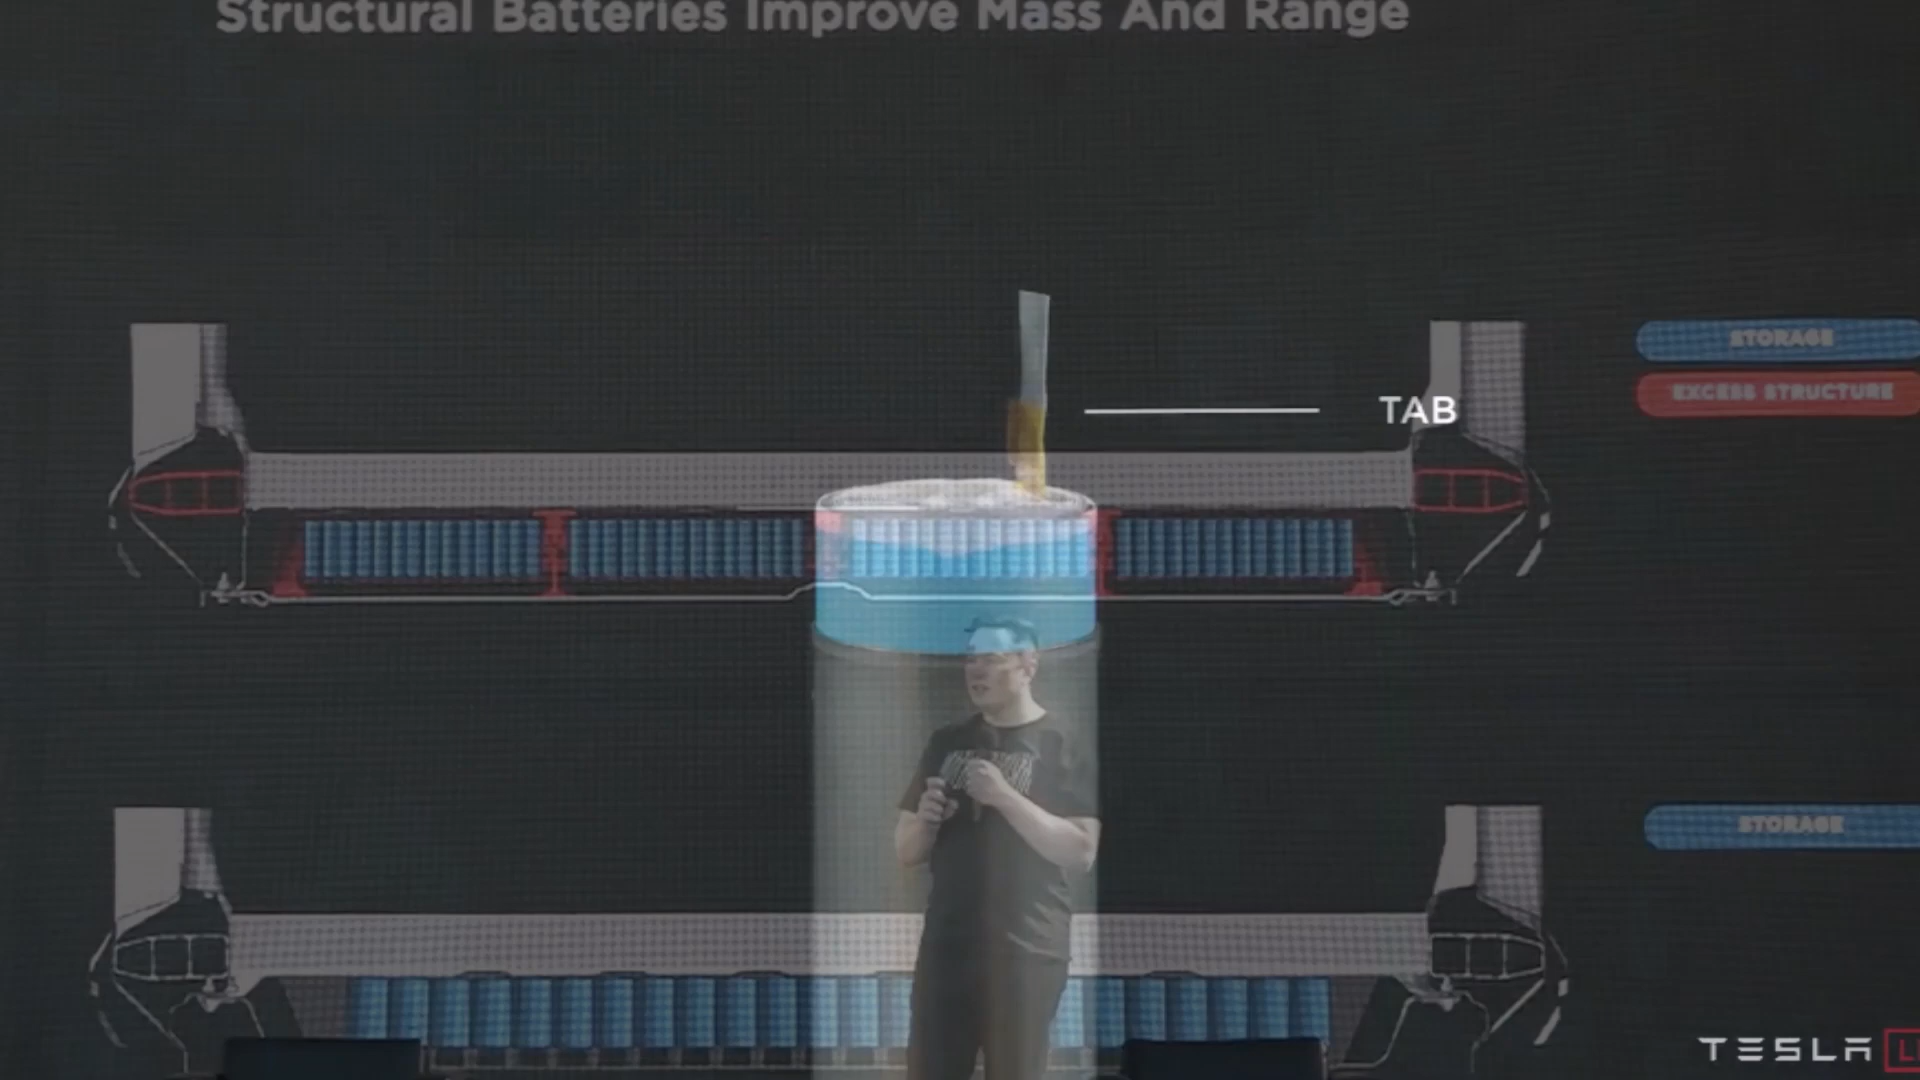 Structural Batteries Improve Mass And Range
STORAGE
EXCESS STRUCTURE
TAB
STORAGE
TESLA